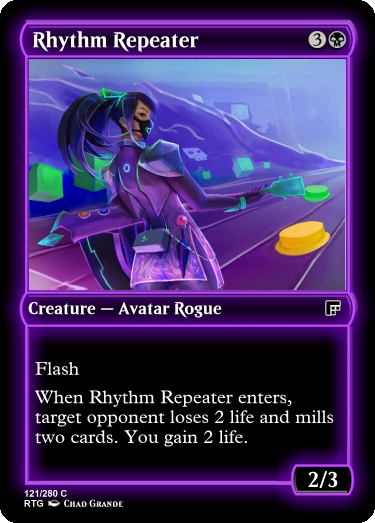 Rhythm Repeater 3
Creature — Avatar Rogue
Flash
When Rhythm Repeater enters,
target opponent loses 2 life and mills
two cards. You gain 2 life.
2/3
121/280 C
RTG Chad Grande